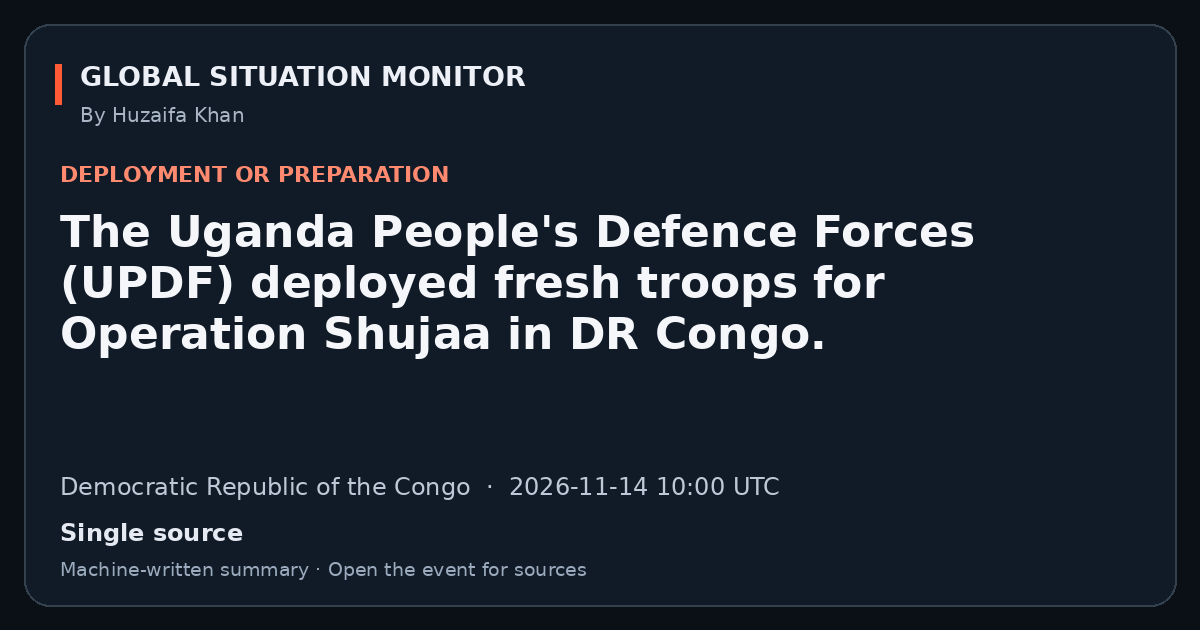 GLOBAL SITUATION MONITOR
By Huzaifa Khan
DEPLOYMENT OR PREPARATION
The Uganda People's Defence Forces
(UPDF) deployed fresh troops for
Operation Shujaa in DR Congo.
Democratic Republic of the Congo · 2026-11-14 10:00 UTC
Single source
Machine-written summary · Open the event for sources